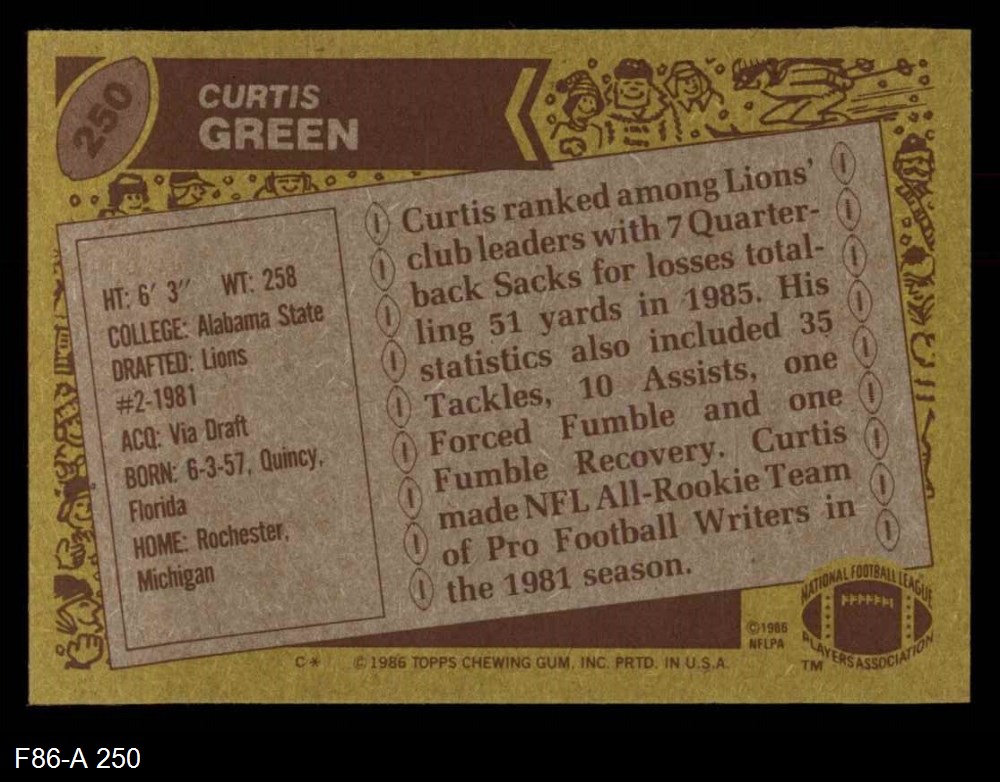 250
CURTIS
GREEN
HT: 6' 3" WT: 258
COLLEGE: Alabama State
DRAFTED: Lions
#2-1981
ACQ: Via Draft
BORN: 6-3-57, Quincy,
Florida
HOME: Rochester,
Michigan
Curtis ranked among Lions'
club leaders with 7 Quarter-
back Sacks for losses total-
ling 51 yards in 1985. His
statistics also included 35
Tackles, 10 Assists, one
Forced Fumble and one
Fumble Recovery. Curtis
made NFL All-Rookie Team
of Pro Football Writers in
the 1981 season.
©1986
NFLPA
NATIONAL FOOTBALL LEAGUE
PLAYERS ASSOCIATION
TM
C* ©1986 TOPPS CHEWING GUM, INC. PRTD. IN U.S.A.
F86-A 250